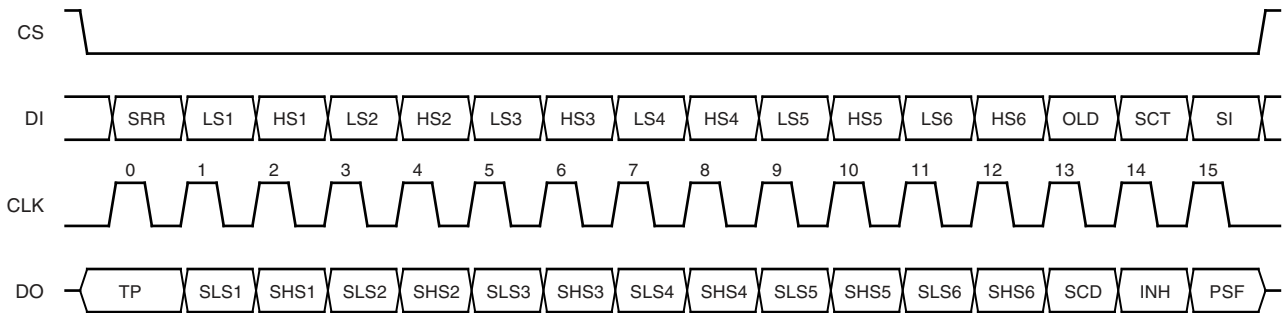 CS
DI SRR LS1 HS1 LS2 HS2 LS3 HS3 LS4 HS4 LS5 HS5 LS6 HS6 OLD SCT SI
0 1 2 3 4 5 6 7 8 9 10 11 12 13 14 15
CLK
DO TP SLS1 SHS1 SLS2 SHS2 SLS3 SHS3 SLS4 SHS4 SLS5 SHS5 SLS6 SHS6 SCD INH PSF